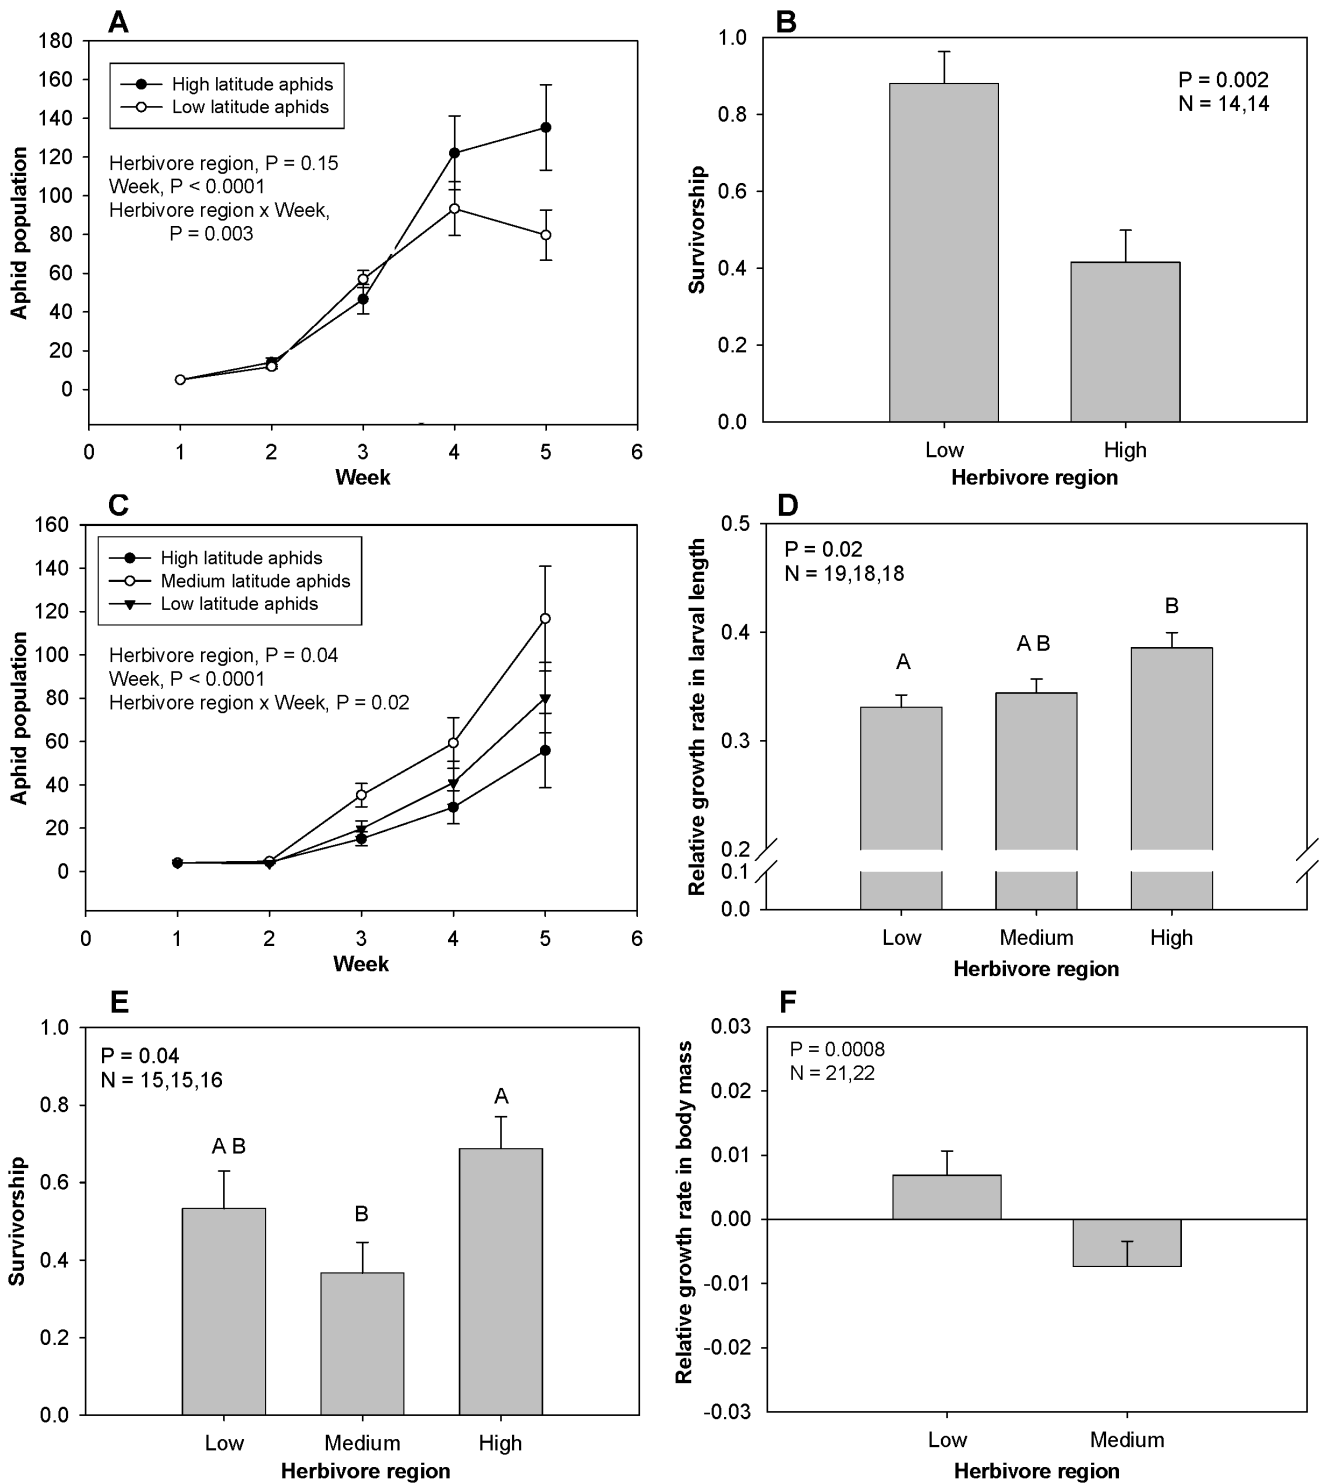 A
180
160
140
120
100
80
60
40
20
0
Aphid population
High latitude aphids
Low latitude aphids
Herbivore region, P = 0.15
Week, P < 0.0001
Herbivore region x Week,
P = 0.003
0 1 2 3 4 5 6
Week
B
1.0
0.8
0.6
0.4
0.2
0.0
Survivorship
P = 0.002
N = 14,14
Low High
Herbivore region
C
160
140
120
100
80
60
40
20
0
Aphid population
High latitude aphids
Medium latitude aphids
Low latitude aphids
Herbivore region, P = 0.04
Week, P < 0.0001
Herbivore region x Week, P = 0.02
0 1 2 3 4 5 6
Week
D
0.5
0.4
0.3
0.2
0.1
0.0
Relative growth rate in larval length
P = 0.02
N = 19,18,18
A
A B
B
Low Medium High
Herbivore region
E
1.0
0.8
0.6
0.4
0.2
0.0
Survivorship
P = 0.04
N = 15,15,16
A B
B
A
Low Medium High
Herbivore region
F
0.03
0.02
0.01
0.00
-0.01
-0.02
-0.03
Relative growth rate in body mass
P = 0.0008
N = 21,22
Low Medium
Herbivore region